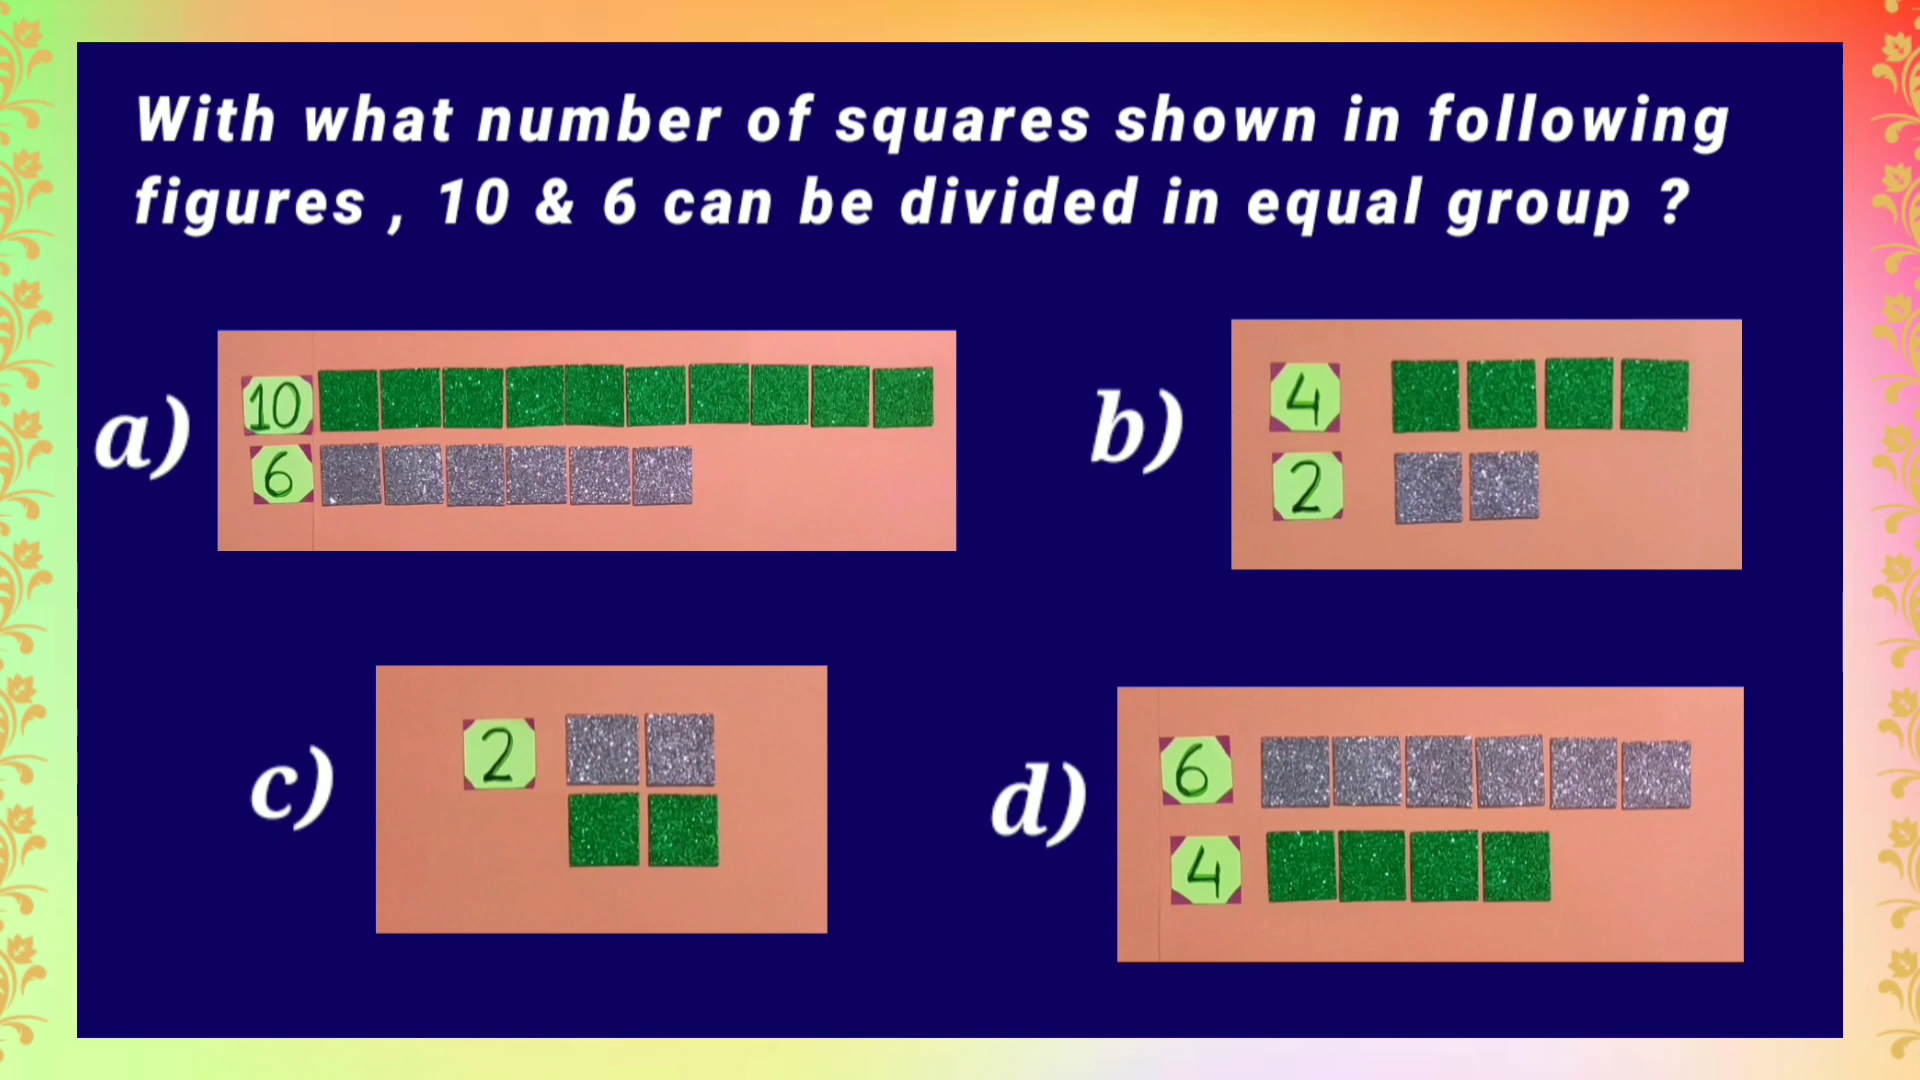 With what number of squares shown in following
figures , 10 & 6 can be divided in equal group ?
a)
10
6
b)
4
2
c)
2
d)
6
4